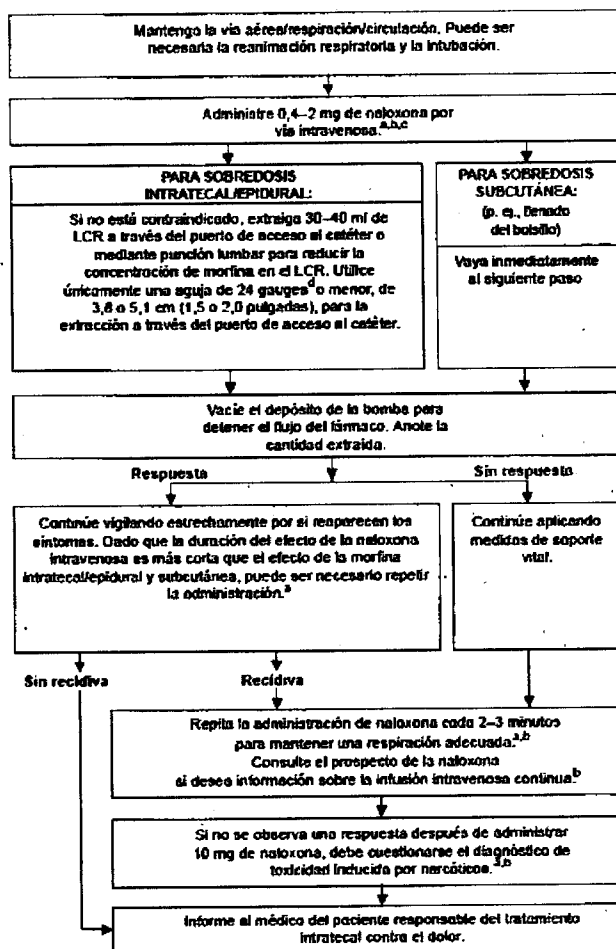 Mantenga la vía aérea/respiración/circulación. Puede ser
necesaria la reanimación respiratoria y la intubación.
Administre 0,4–2 mg de naloxona por
vía intravenosa.a,b,c
PARA SOBREDOSIS
INTRATECAL/EPIDURAL:
Si no está contraindicado, extraiga 30–40 ml de
LCR a través del puerto de acceso al catéter o
mediante punción lumbar para reducir la
concentración de morfina en el LCR. Utilice
únicamente una aguja de 24 gauges d o menor, de
3,8 o 5,1 cm (1,5 o 2,0 pulgadas), para la
extracción a través del puerto de acceso al catéter.
PARA SOBREDOSIS
SUBCUTÁNEA:
(p. ej., llenado
del bolsillo)
Vaya inmediatamente
al siguiente paso
Vacíe el depósito de la bomba para
detener el flujo del fármaco. Anote la
cantidad extraída.
Respuesta
Sin respuesta
Continúe vigilando estrechamente por si reaparecen los
síntomas. Dado que la duración del efecto de la naloxona
intravenosa es más corta que el efecto de la morfina
intratecal/epidural y subcutánea, puede ser necesario repetir
la administración.a
Continúe aplicando
medidas de soporte
vital.
Sin recidiva
Recidiva
Repita la administración de naloxona cada 2–3 minutos
para mantener una respiración adecuada.a,b
Consulte el prospecto de la naloxona
si desea información sobre la infusión intravenosa continua.b
Si no se observa una respuesta después de administrar
10 mg de naloxona, debe cuestionarse el diagnóstico de
toxicidad inducida por narcóticos.a,b
Informe al médico del paciente responsable del tratamiento
intratecal contra el dolor.